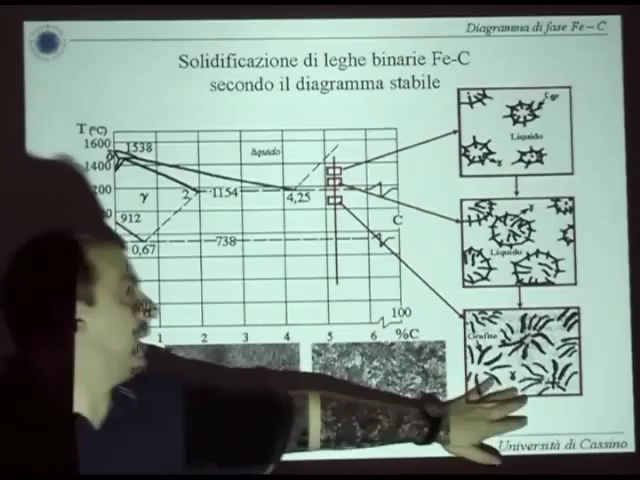 Diagramma di fase Fe – C
Solidificazione di leghe binarie Fe-C
secondo il diagramma stabile
T (°C)
1600
1538
1400
liquido
γ
2
1154
4,25
912
C
738
0,67
100
1
2
3
4
5
6
%C
C gr
Liquido
γ
γ
Liquido
Grafite
γ
Università di Cassino